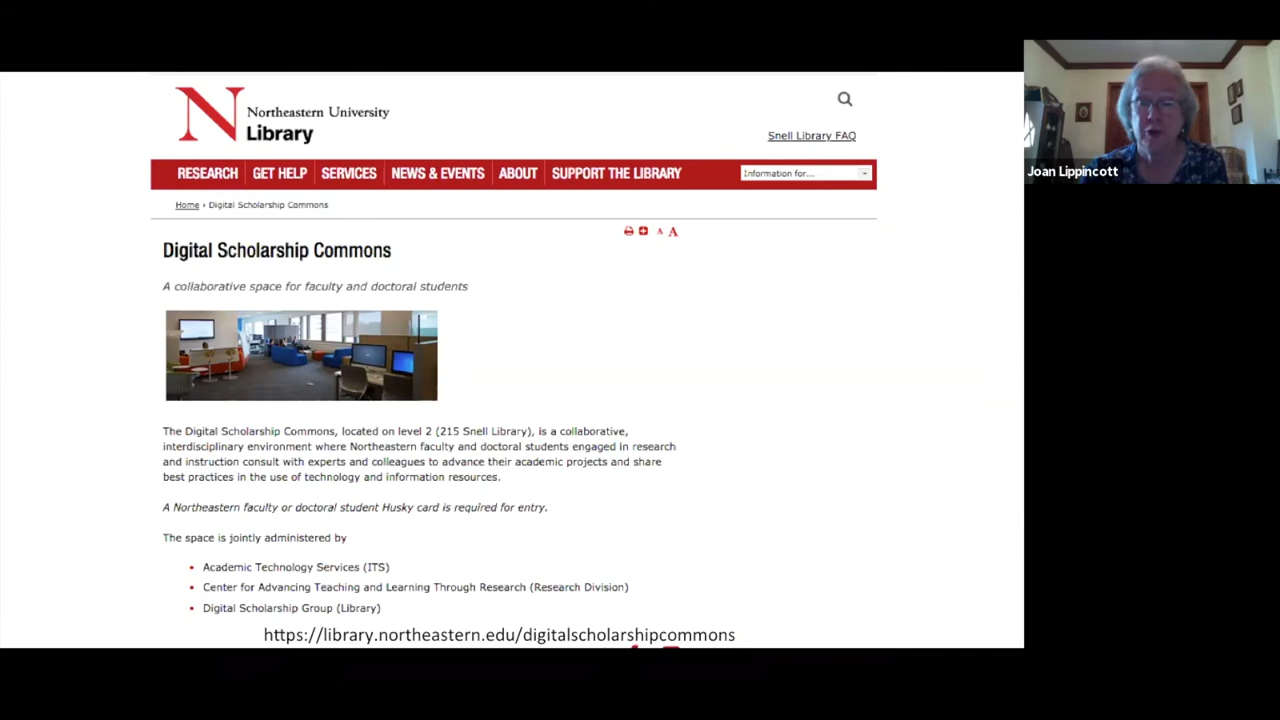 N Northeastern University
Library
Snell Library FAQ
RESEARCH GET HELP SERVICES NEWS & EVENTS ABOUT SUPPORT THE LIBRARY Information for...
Home › Digital Scholarship Commons
A A
Digital Scholarship Commons
A collaborative space for faculty and doctoral students
The Digital Scholarship Commons, located on level 2 (215 Snell Library), is a collaborative,
interdisciplinary environment where Northeastern faculty and doctoral students engaged in research
and instruction consult with experts and colleagues to advance their academic projects and share
best practices in the use of technology and information resources.
A Northeastern faculty or doctoral student Husky card is required for entry.
The space is jointly administered by
• Academic Technology Services (ITS)
• Center for Advancing Teaching and Learning Through Research (Research Division)
• Digital Scholarship Group (Library)
https://library.northeastern.edu/digitalscholarshipcommons
Joan Lippincott